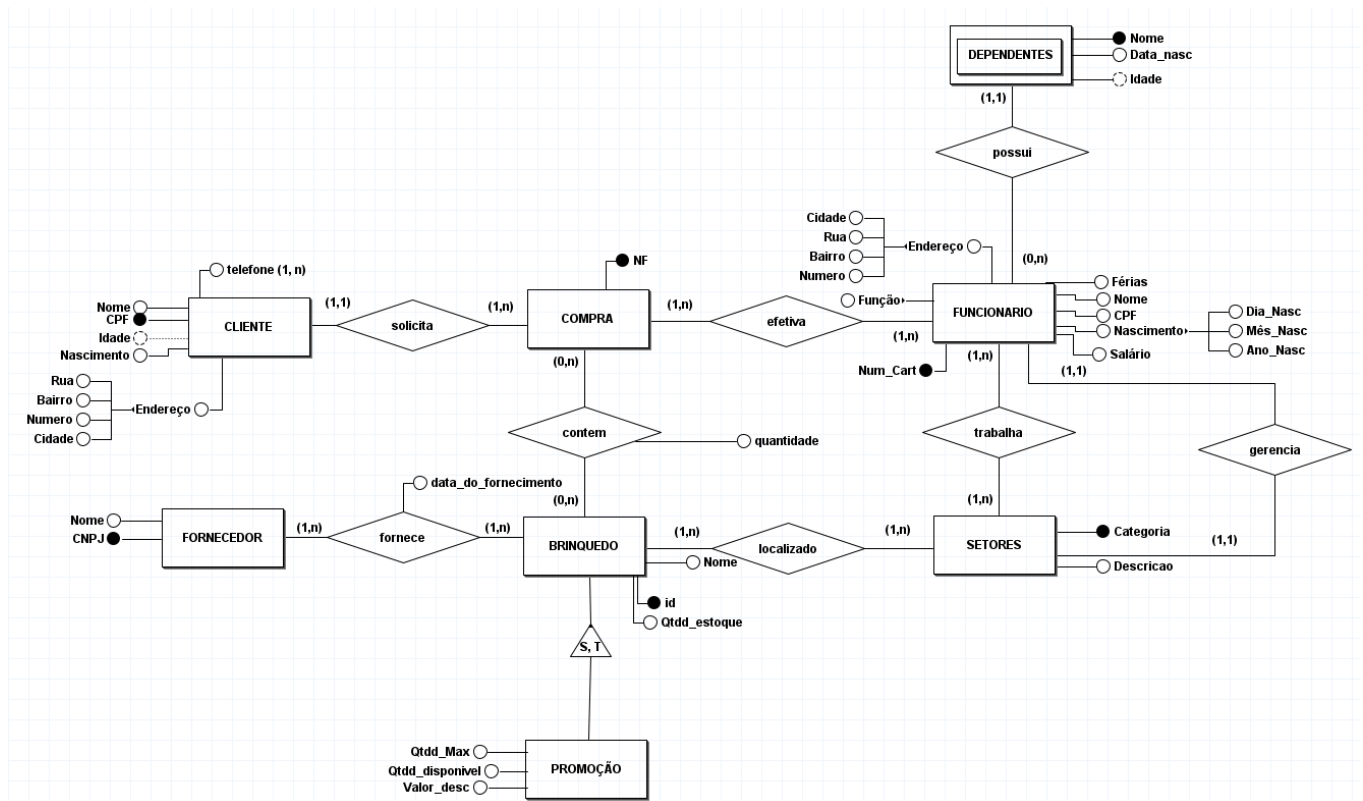 DEPENDENTES
Nome
Data_nasc
Idade
(1,1)
possui
(0,n)
Cidade
Rua
Bairro
Numero
Endereço
Função
FUNCIONARIO
Férias
Nome
CPF
Nascimento
Dia_Nasc
Mês_Nasc
Ano_Nasc
Salário
Num_Cart
telefone (1, n)
Nome
CPF
Idade
Nascimento
CLIENTE
Rua
Bairro
Numero
Cidade
Endereço
(1,1)
solicita
(1,n)
NF
COMPRA
(1,n)
efetiva
(1,n)
(0,n)
contem
quantidade
(0,n)
(1,n)
trabalha
(1,n)
(1,1)
gerencia
(1,1)
Nome
CNPJ
FORNECEDOR
(1,n)
data_do_fornecimento
fornece
(1,n)
BRINQUEDO
Nome
id
Qtdd_estoque
(1,n)
localizado
(1,n)
SETORES
Categoria
Descricao
S, T
Qtdd_Max
Qtdd_disponivel
Valor_desc
PROMOÇÃO